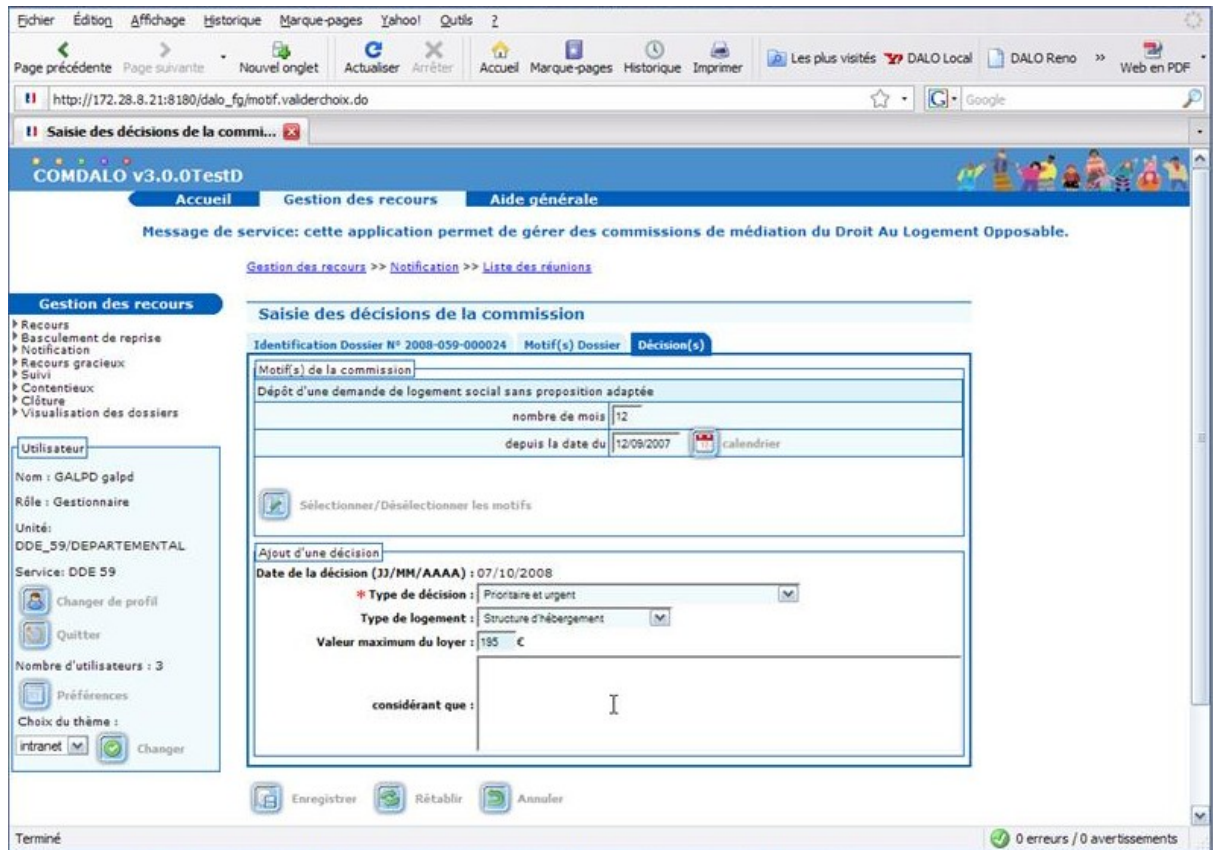 Fichier Édition Affichage Historique Marque-pages Yahoo! Outils ?
Page précédente Page suivante Nouvel onglet Actualiser Arrêter Accueil Marque-pages Historique Imprimer Les plus visités DALO Local DALO Reno » Web en PDF
http://172.28.8.21:8180/dalo_fg/motif.validerchoix.do Google
Saisie des décisions de la commi...
COMDALO v3.0.0TestD
Accueil Gestion des recours Aide générale
Message de service: cette application permet de gérer des commissions de médiation du Droit Au Logement Opposable.
Gestion des recours >> Notification >> Liste des réunions
Gestion des recours
Recours
Basculement de reprise
Notification
Recours gracieux
Suivi
Contentieux
Clôture
Visualisation des dossiers
Utilisateur
Nom : GALPD galpd
Rôle : Gestionnaire
Unité:
DDE_59/DEPARTEMENTAL
Service: DDE 59
Changer de profil
Quitter
Nombre d'utilisateurs : 3
Préférences
Choix du thème :
intranet Changer
Saisie des décisions de la commission
Identification Dossier N° 2008-059-000024 Motif(s) Dossier Décision(s)
Motif(s) de la commission
Dépôt d'une demande de logement social sans proposition adaptée
nombre de mois 12
depuis la date du 12/09/2007 calendrier
Sélectionner/Désélectionner les motifs
Ajout d'une décision
Date de la décision (JJ/MM/AAAA) : 07/10/2008
* Type de décision : Prioritaire et urgent
Type de logement : Structure d'hébergement
Valeur maximum du loyer : 195 €
considérant que :
Enregistrer Rétablir Annuler
Terminé 0 erreurs / 0 avertissements